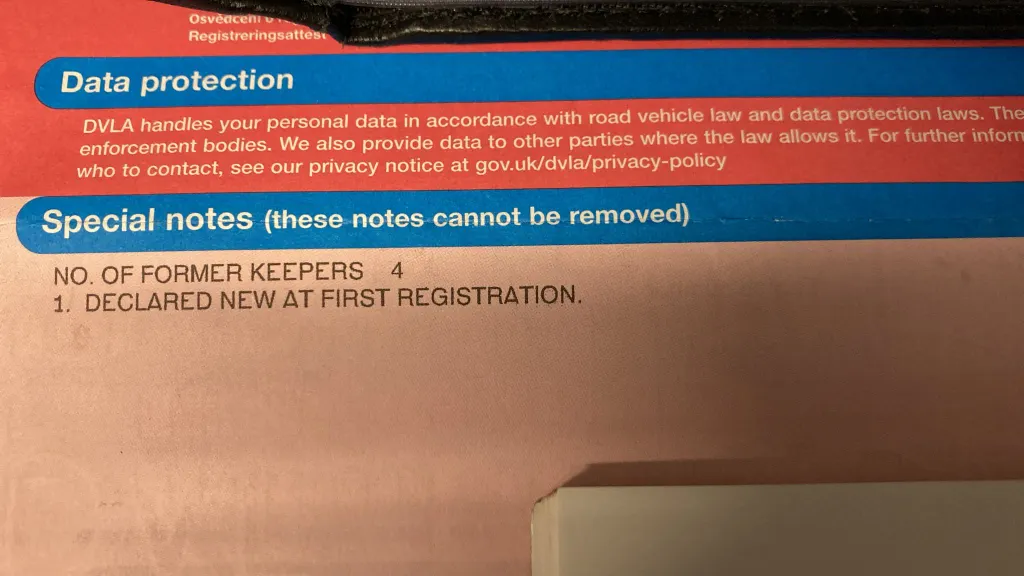 Osvědčení o
Registreringsattest
Data protection
DVLA handles your personal data in accordance with road vehicle law and data protection laws. The
enforcement bodies. We also provide data to other parties where the law allows it. For further inform
who to contact, see our privacy notice at gov.uk/dvla/privacy-policy
Special notes (these notes cannot be removed)
NO. OF FORMER KEEPERS 4
1. DECLARED NEW AT FIRST REGISTRATION.